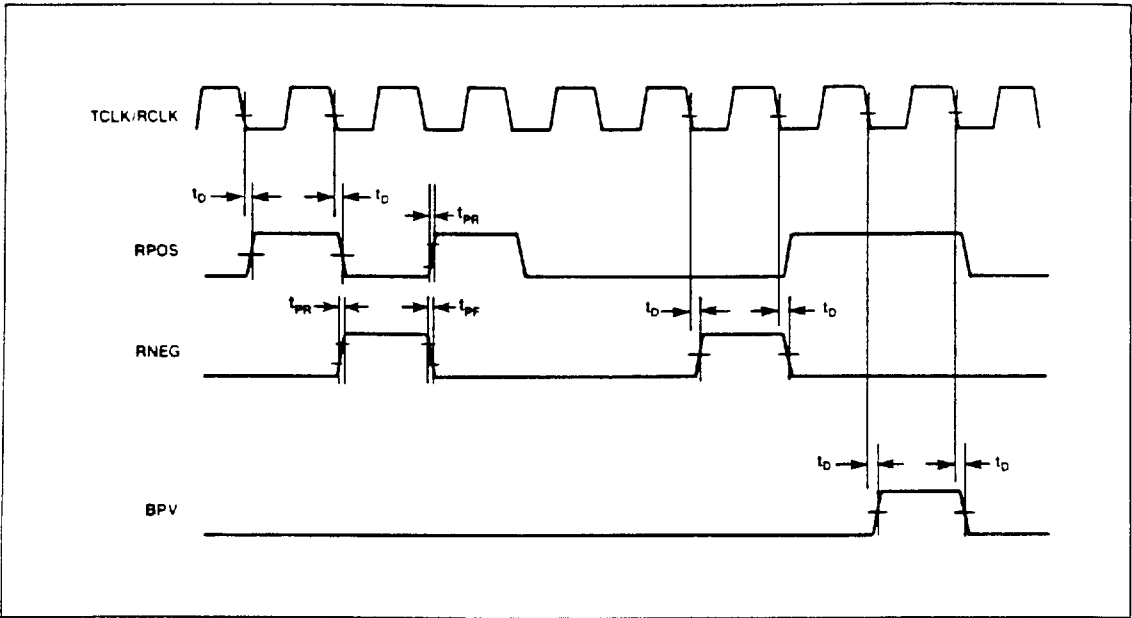 TCLK/RCLK
tD tD tPR
RPOS
tPR tPF tD tD
RNEG
tD tD
BPV